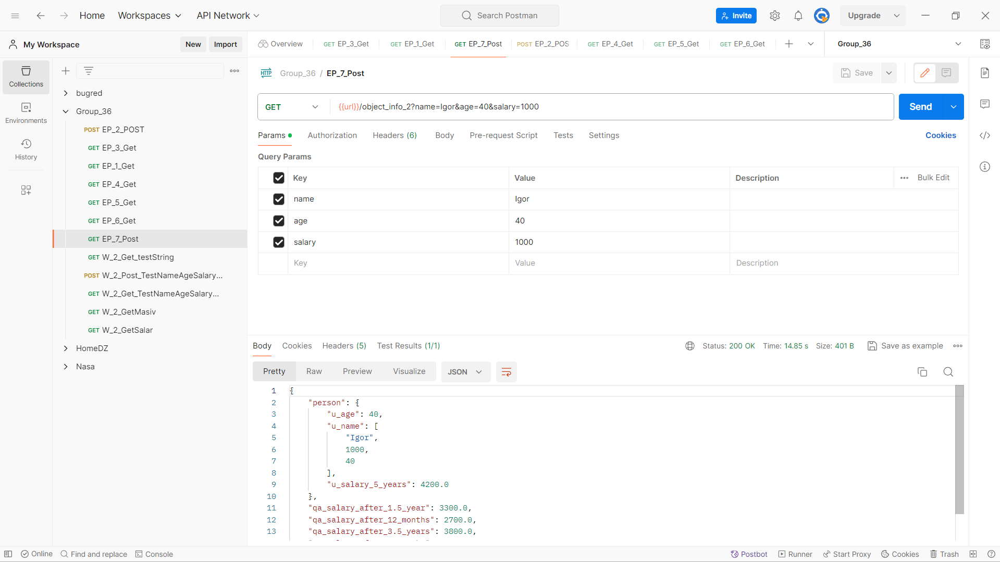 Home Workspaces API Network Search Postman Invite Upgrade
My Workspace New Import Overview GET EP_3_Get GET EP_1_Get GET EP_7_Post POST EP_2_POS GET EP_4_Get GET EP_5_Get GET EP_6_Get Group_36
Collections
Environments
History
bugred
Group_36
POST EP_2_POST
GET EP_3_Get
GET EP_1_Get
GET EP_4_Get
GET EP_5_Get
GET EP_6_Get
GET EP_7_Post
GET W_2_Get_testString
POST W_2_Post_TestNameAgeSalary...
GET W_2_Get_TestNameAgeSalary...
GET W_2_GetMasiv
GET W_2_GetSalar
HomeDZ
Nasa
HTTP Group_36 / EP_7_Post Save
GET {{url}}/object_info_2?name=Igor&age=40&salary=1000 Send
Params Authorization Headers (6) Body Pre-request Script Tests Settings Cookies
Query Params
Key Value Description Bulk Edit
name Igor
age 40
salary 1000
Key Value Description
Body Cookies Headers (5) Test Results (1/1) Status: 200 OK Time: 14.85 s Size: 401 B Save as example
Pretty Raw Preview Visualize JSON
1 {
2 "person": {
3 "u_age": 40,
4 "u_name": [
5 "Igor",
6 1000,
7 40
8 ],
9 "u_salary_5_years": 4200.0
10 },
11 "qa_salary_after_1.5_year": 3300.0,
12 "qa_salary_after_12_months": 2700.0,
13 "qa_salary_after_3.5_years": 3800.0,
Online Find and replace Console Postbot Runner Start Proxy Cookies Trash